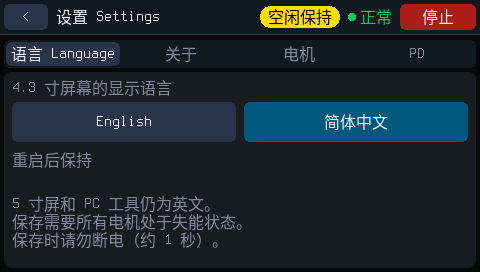 < 设置 Settings 空闲保持 正常 停止
语言 Language 关于 电机 PD
4.3 寸屏幕的显示语言
English 简体中文
重启后保持
5 寸屏和 PC 工具仍为英文。
保存需要所有电机处于失能状态。
保存时请勿断电（约 1 秒）。